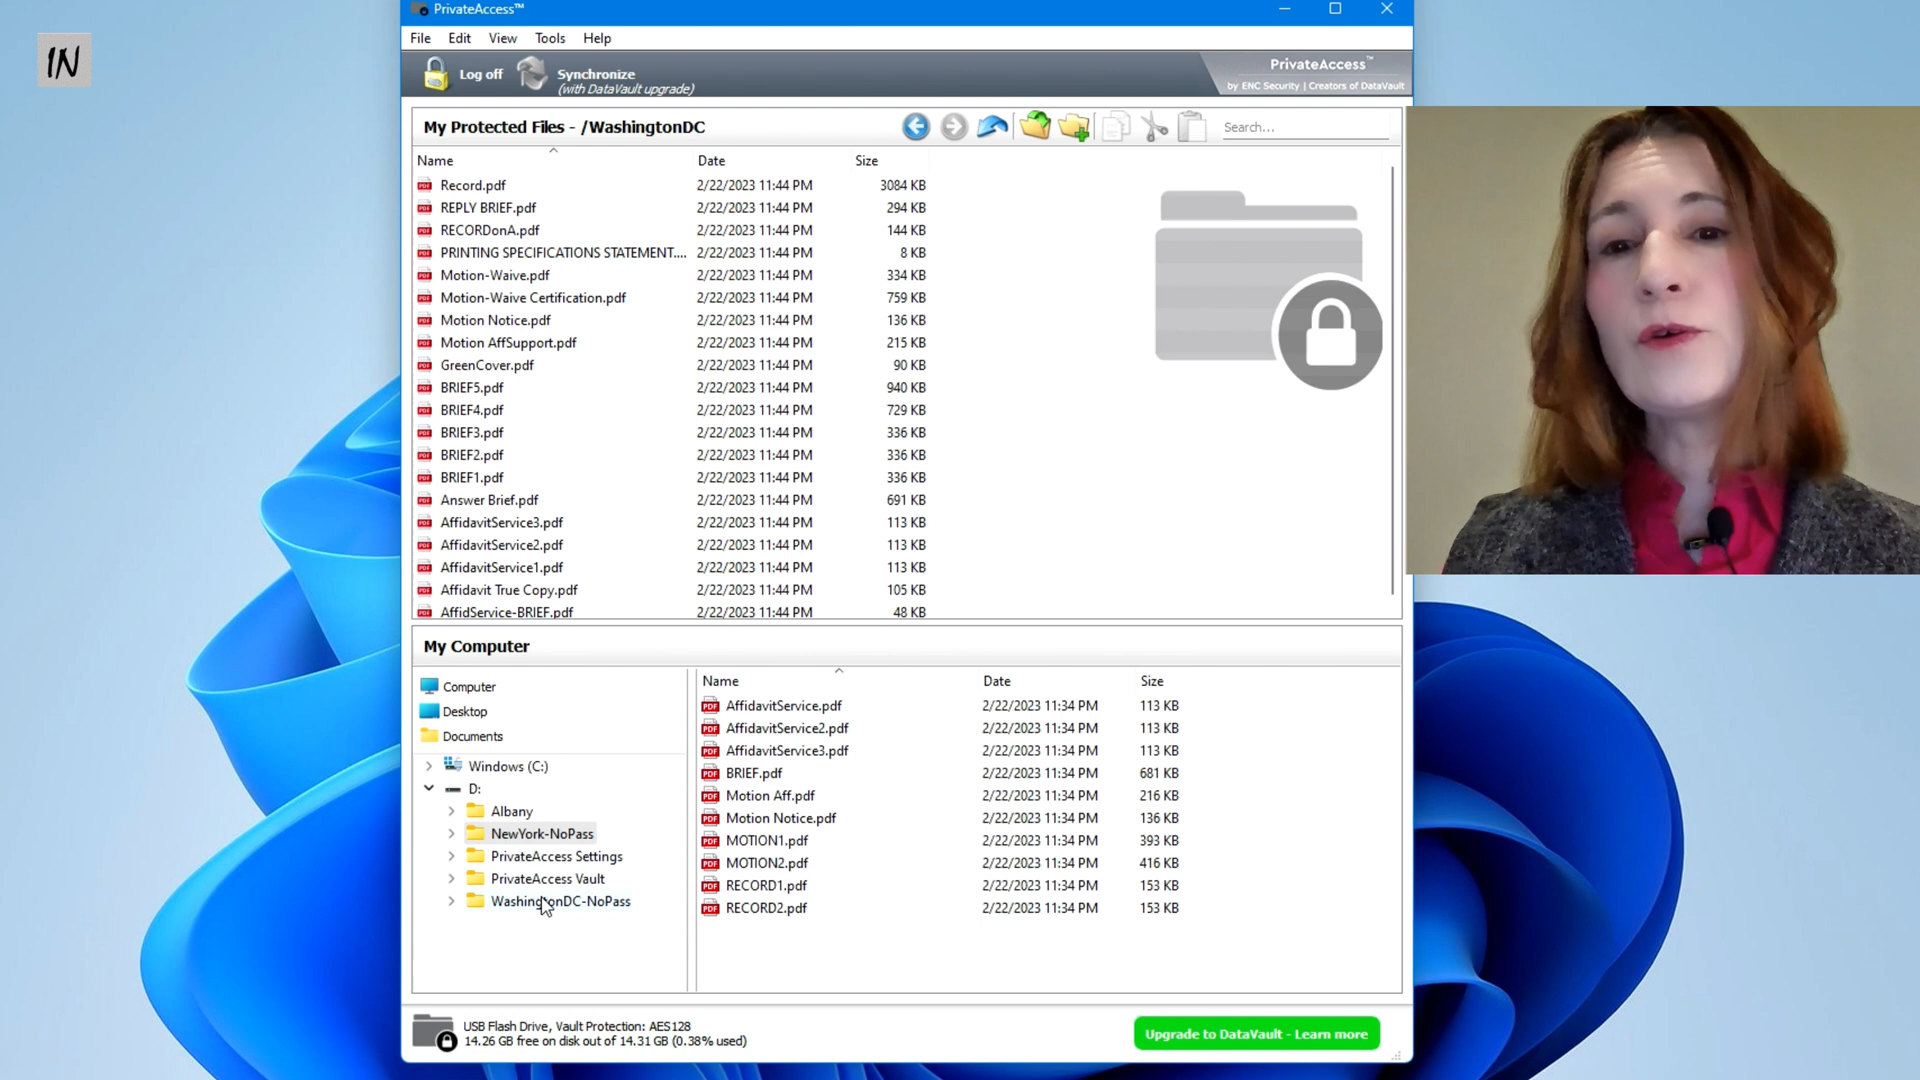 PrivateAccess™
IN
File Edit View Tools Help
Log off
Synchronize
(with DataVault upgrade)
PrivateAccess™
by ENC Security | Creators of DataVault
My Protected Files - /WashingtonDC
Search...
Name Date Size
Record.pdf 2/22/2023 11:44 PM 3084 KB
REPLY BRIEF.pdf 2/22/2023 11:44 PM 294 KB
RECORDonA.pdf 2/22/2023 11:44 PM 144 KB
PRINTING SPECIFICATIONS STATEMENT.... 2/22/2023 11:44 PM 8 KB
Motion-Waive.pdf 2/22/2023 11:44 PM 334 KB
Motion-Waive Certification.pdf 2/22/2023 11:44 PM 759 KB
Motion Notice.pdf 2/22/2023 11:44 PM 136 KB
Motion AffSupport.pdf 2/22/2023 11:44 PM 215 KB
GreenCover.pdf 2/22/2023 11:44 PM 90 KB
BRIEF5.pdf 2/22/2023 11:44 PM 940 KB
BRIEF4.pdf 2/22/2023 11:44 PM 729 KB
BRIEF3.pdf 2/22/2023 11:44 PM 336 KB
BRIEF2.pdf 2/22/2023 11:44 PM 336 KB
BRIEF1.pdf 2/22/2023 11:44 PM 336 KB
Answer Brief.pdf 2/22/2023 11:44 PM 691 KB
AffidavitService3.pdf 2/22/2023 11:44 PM 113 KB
AffidavitService2.pdf 2/22/2023 11:44 PM 113 KB
AffidavitService1.pdf 2/22/2023 11:44 PM 113 KB
Affidavit True Copy.pdf 2/22/2023 11:44 PM 105 KB
AffidService-BRIEF.pdf 2/22/2023 11:44 PM 48 KB
My Computer
Computer
Desktop
Documents
Windows (C:)
D:
Albany
NewYork-NoPass
PrivateAccess Settings
PrivateAccess Vault
WashingtonDC-NoPass
Name Date Size
AffidavitService.pdf 2/22/2023 11:34 PM 113 KB
AffidavitService2.pdf 2/22/2023 11:34 PM 113 KB
AffidavitService3.pdf 2/22/2023 11:34 PM 113 KB
BRIEF.pdf 2/22/2023 11:34 PM 681 KB
Motion Aff.pdf 2/22/2023 11:34 PM 216 KB
Motion Notice.pdf 2/22/2023 11:34 PM 136 KB
MOTION1.pdf 2/22/2023 11:34 PM 393 KB
MOTION2.pdf 2/22/2023 11:34 PM 416 KB
RECORD1.pdf 2/22/2023 11:34 PM 153 KB
RECORD2.pdf 2/22/2023 11:34 PM 153 KB
USB Flash Drive, Vault Protection: AES128
14.26 GB free on disk out of 14.31 GB (0.38% used)
Upgrade to DataVault - Learn more